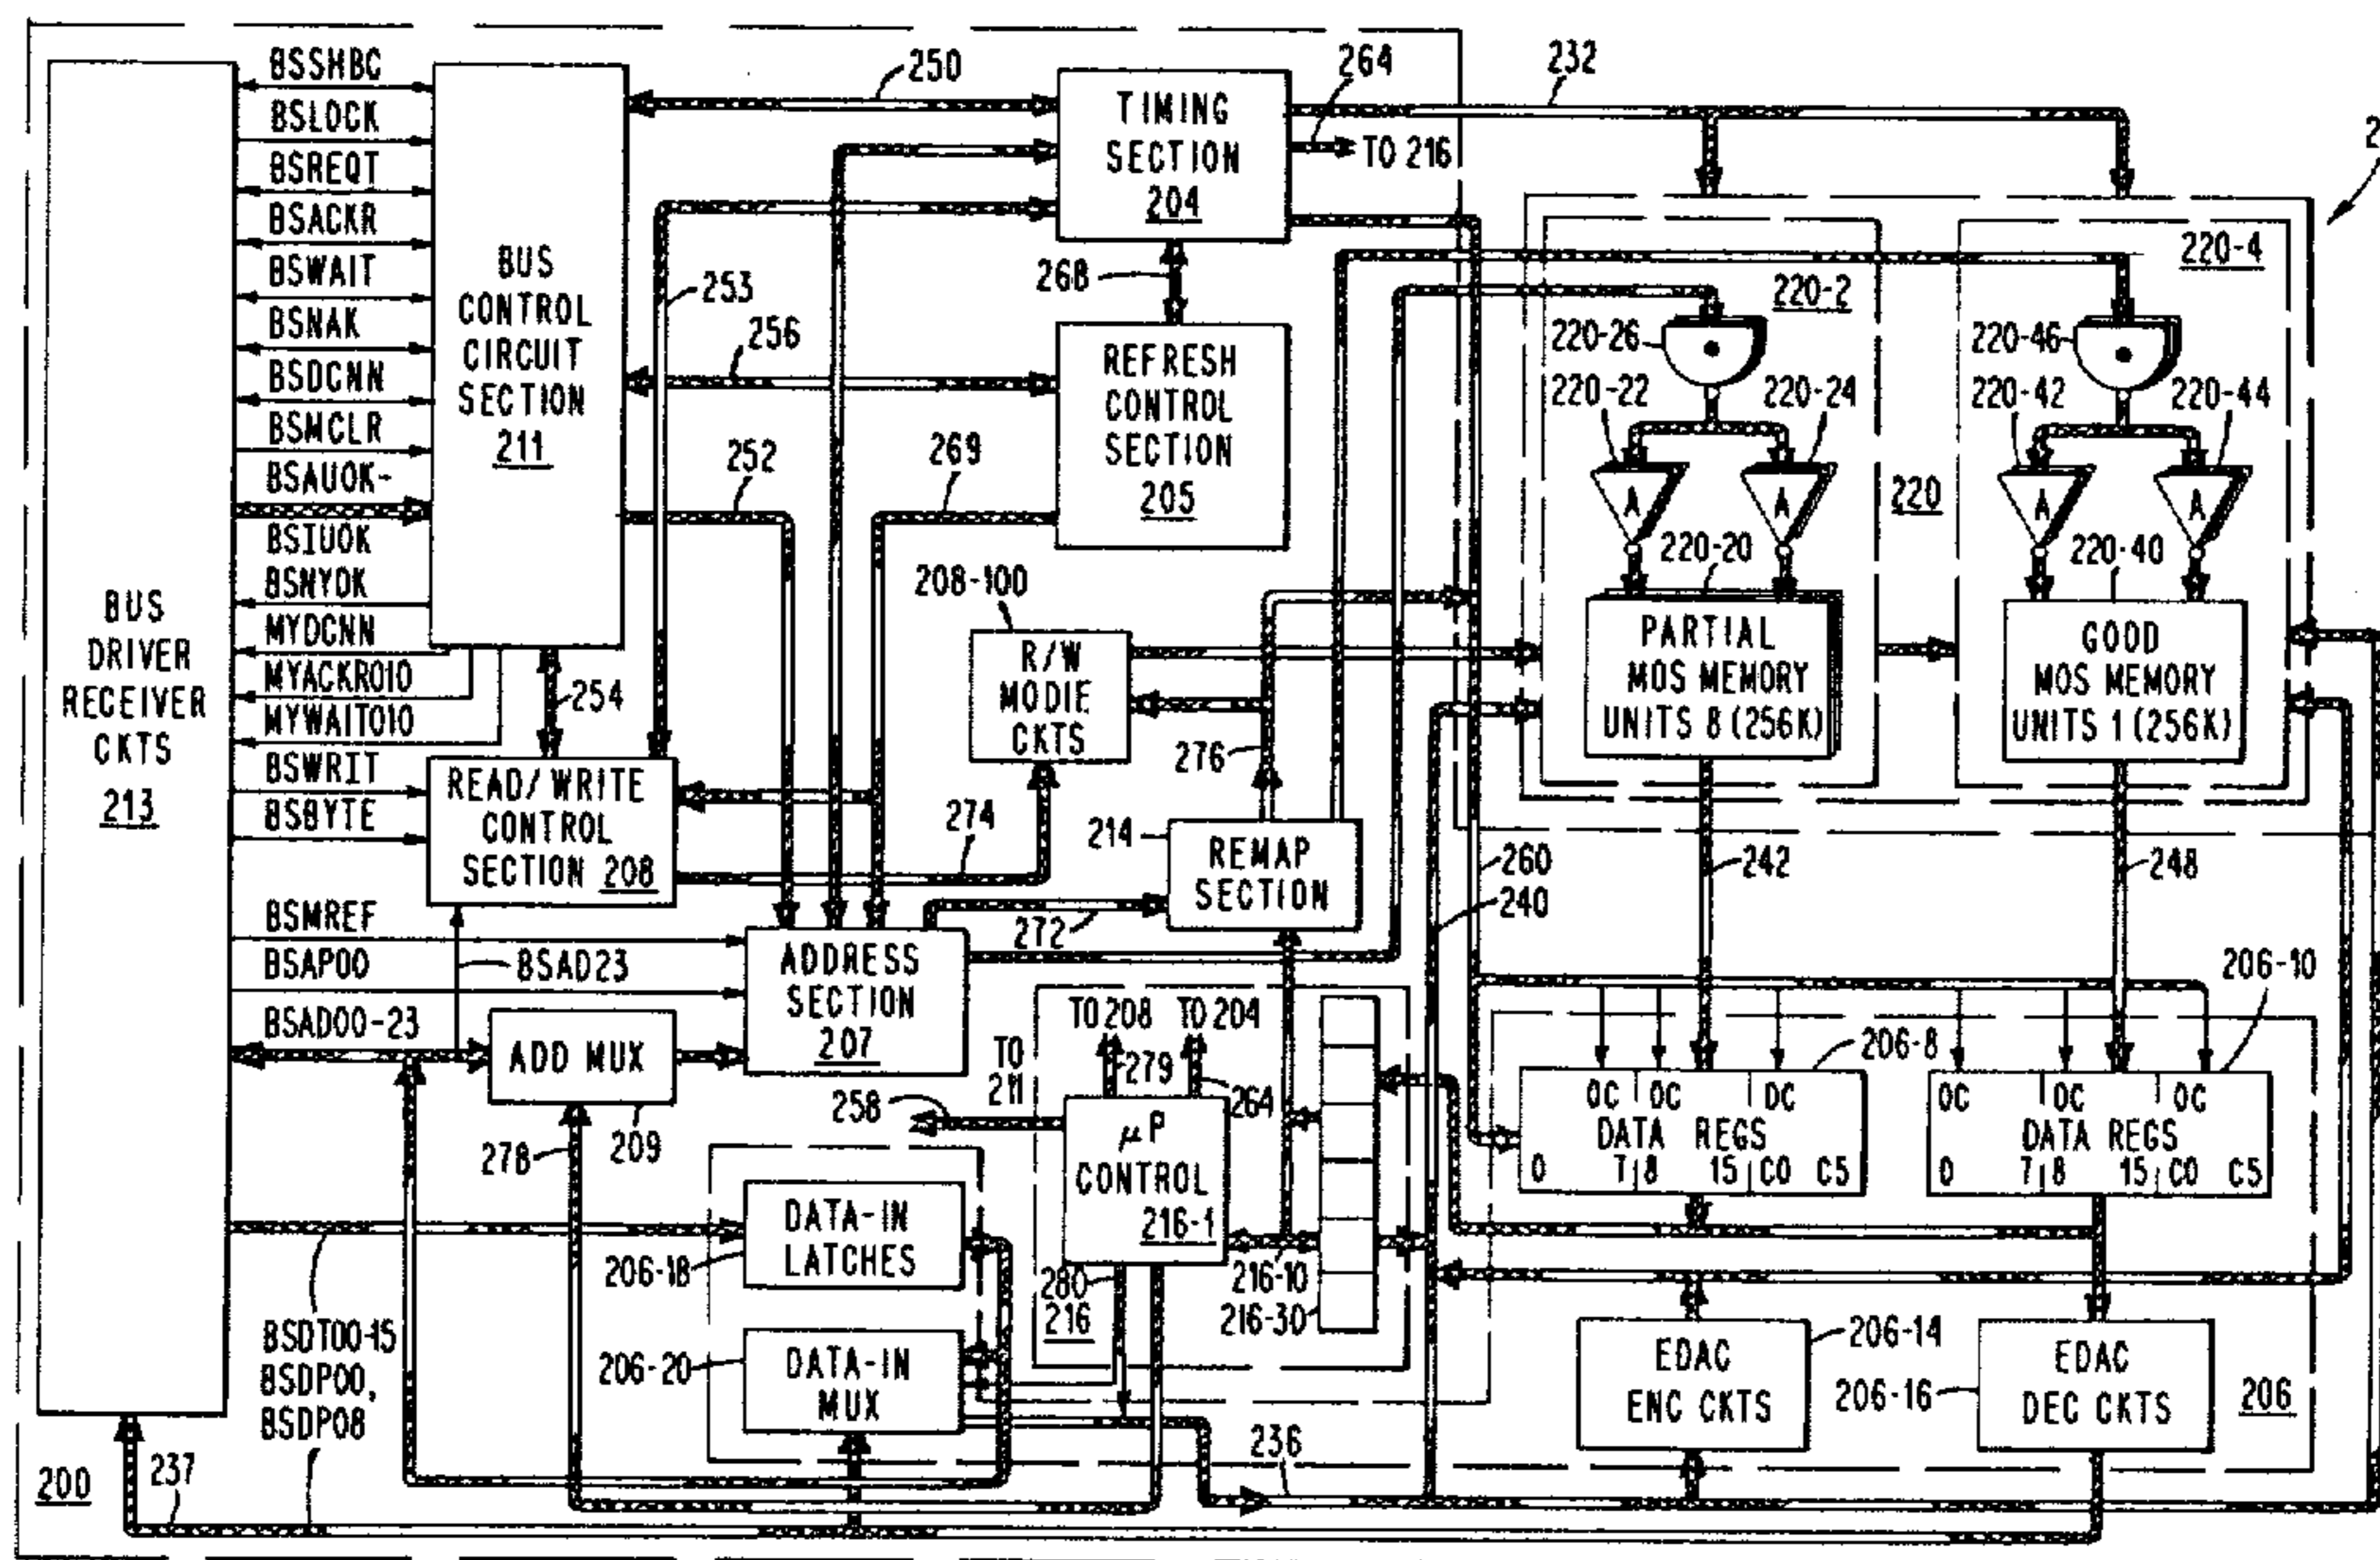 BSSHBC
BSLOCK
BSREQT
BSACKR
BSWAIT
BSNAK
BSDCNN
BSMCLR
BSAUOK-
BSIUOK
BSNYDK
MYDCNN
MYACKR010
MYWAIT010
BSWRIT
BSBYTE
BSMREF
BSAP00
BSAD23
BSAD00-23
BSDT00-15
BSDP00,
BSDP08
BUS
DRIVER
RECEIVER
CKTS
213
BUS
CONTROL
CIRCUIT
SECTION
211
250
253
256
252
254
269
268
TIMING
SECTION
204
264
TO 216
232
REFRESH
CONTROL
SECTION
205
208-100
R/W
MODIE
CKTS
276
274
READ/WRITE
CONTROL
SECTION 208
214
REMAP
SECTION
272
ADDRESS
SECTION
207
ADD MUX
209
278
TO 208
TO 204
279
264
TO
211
258
μP
CONTROL
216-1
280
216
216-10
216-30
DATA-IN
LATCHES
206-18
DATA-IN
MUX
206-20
237
200
236
2
220-4
220-2
220-26
220-46
220-22
220-24
220-42
220-44
A
A
A
A
220
220-20
220-40
PARTIAL
MOS MEMORY
UNITS 8 (256K)
GOOD
MOS MEMORY
UNITS 1 (256K)
260
240
242
248
206-10
206-8
OC OC OC
DATA REGS
0 7 8 15 C0 C5
OC OC OC
DATA REGS
0 7 8 15 C0 C5
EDAC
ENC CKTS
206-14
206-16
EDAC
DEC CKTS
206